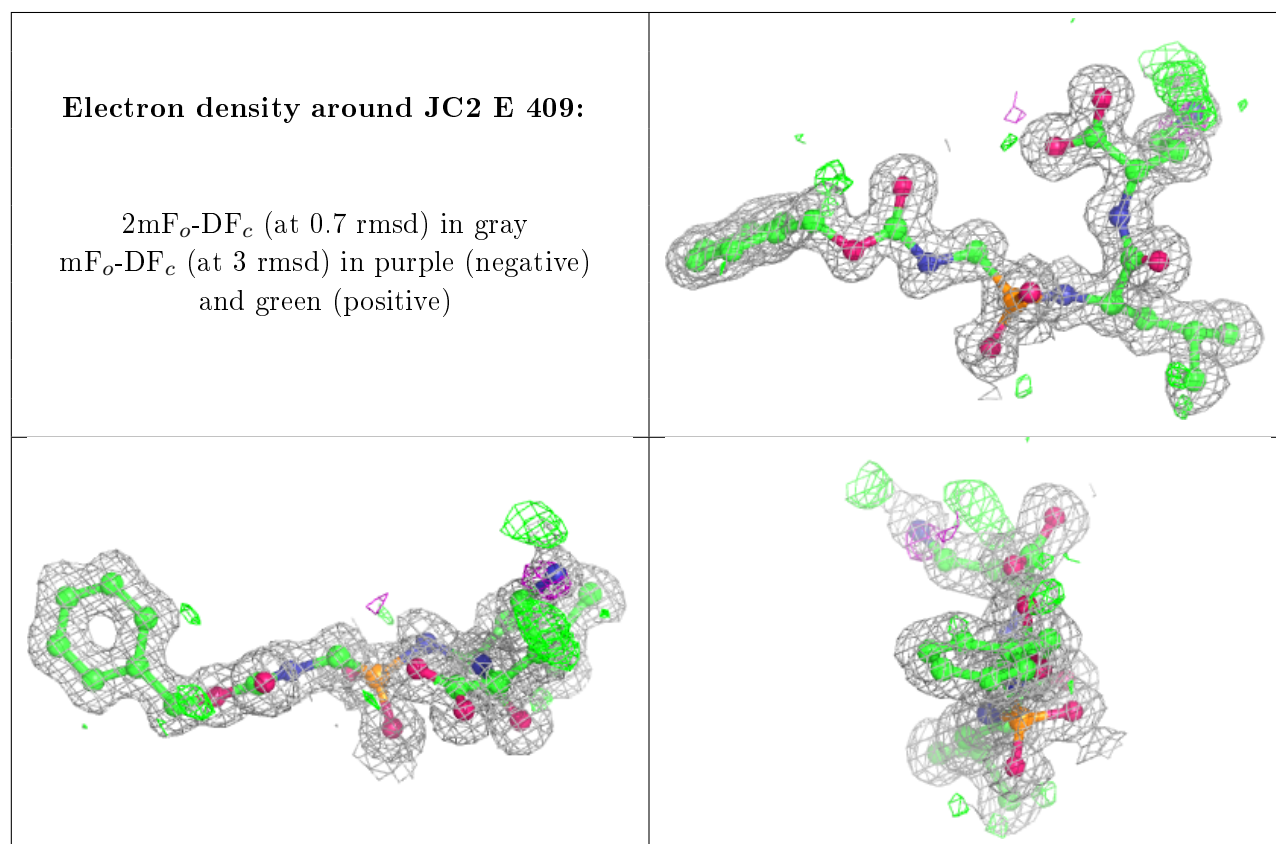 Electron density around JC2 E 409:
2mFo-DFc (at 0.7 rmsd) in gray
mFo-DFc (at 3 rmsd) in purple (negative)
and green (positive)